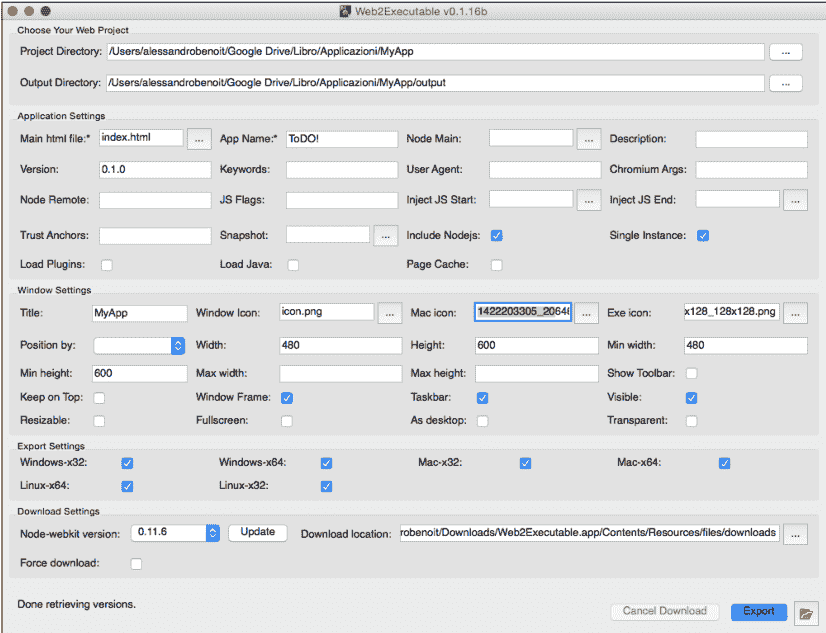 Web2Executable v0.1.16b
Choose Your Web Project
Project Directory: /Users/alessandrobenoit/Google Drive/Libro/Applicazioni/MyApp ...
Output Directory: /Users/alessandrobenoit/Google Drive/Libro/Applicazioni/MyApp/output ...
Application Settings
Main html file:* index.html ... App Name:* ToDO! Node Main: ... Description:
Version: 0.1.0 Keywords: User Agent: Chromium Args:
Node Remote: JS Flags: Inject JS Start: ... Inject JS End: ...
Trust Anchors: Snapshot: ... Include Nodejs: Single Instance:
Load Plugins: Load Java: Page Cache:
Window Settings
Title: MyApp Window Icon: icon.png ... Mac icon: 1422203305_2064 ... Exe icon: x128_128x128.png ...
Position by: Width: 480 Height: 600 Min width: 480
Min height: 600 Max width: Max height: Show Toolbar:
Keep on Top: Window Frame: Taskbar: Visible:
Resizable: Fullscreen: As desktop: Transparent:
Export Settings
Windows-x32: Windows-x64: Mac-x32: Mac-x64:
Linux-x64: Linux-x32:
Download Settings
Node-webkit version: 0.11.6 Update Download location: robenoit/Downloads/Web2Executable.app/Contents/Resources/files/downloads ...
Force download:
Done retrieving versions.
Cancel Download Export